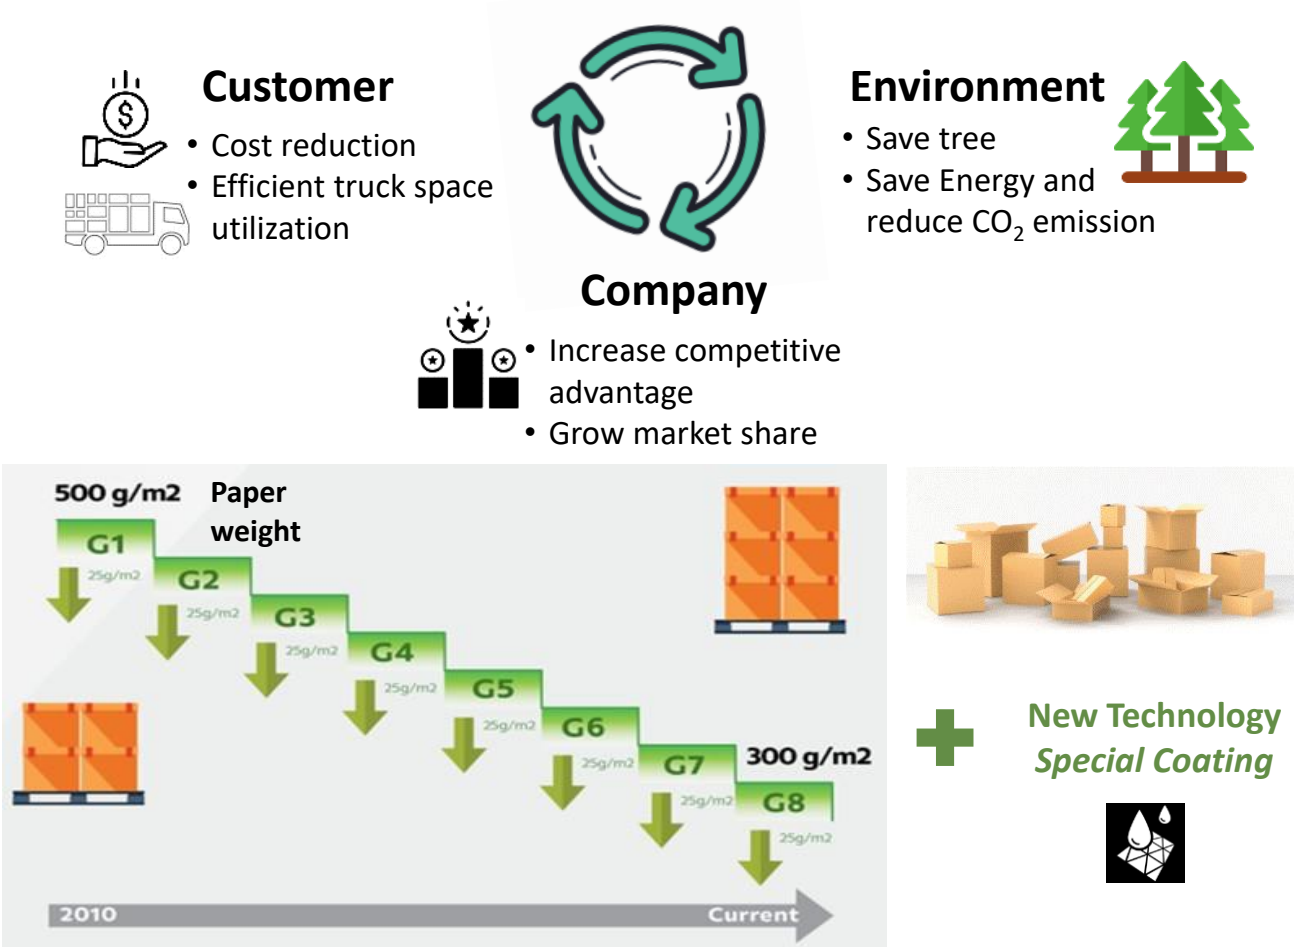 Customer
• Cost reduction
• Efficient truck space
utilization
Environment
• Save tree
• Save Energy and
reduce CO₂ emission
Company
• Increase competitive
advantage
• Grow market share
500 g/m2
Paper
weight
G1
25g/m2
G2
25g/m2
G3
25g/m2
G4
25g/m2
G5
25g/m2
G6
25g/m2
G7
25g/m2
300 g/m2
G8
25g/m2
2010
Current
New Technology
Special Coating